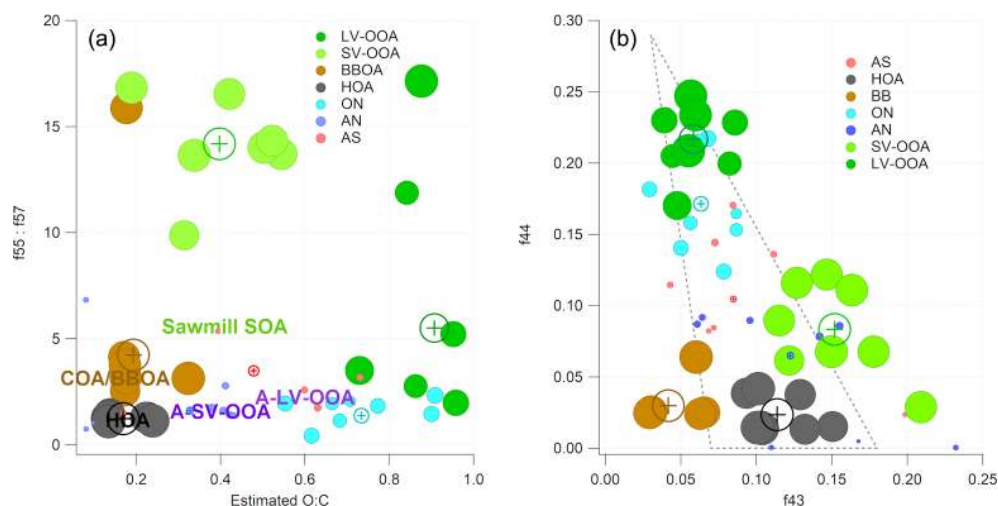 (a)
LV-OOA
SV-OOA
BBOA
HOA
ON
AN
AS
20
15
10
5
0
f55 : f57
Sawmill SOA
COA/BBOA
A-LV-OOA
A-SV-OOA
HOA
0.2
0.4
0.6
0.8
1.0
Estimated O:C
(b)
AS
HOA
BB
ON
AN
SV-OOA
LV-OOA
0.30
0.25
0.20
0.15
0.10
0.05
0.00
f44
0.00
0.05
0.10
0.15
0.20
0.25
f43